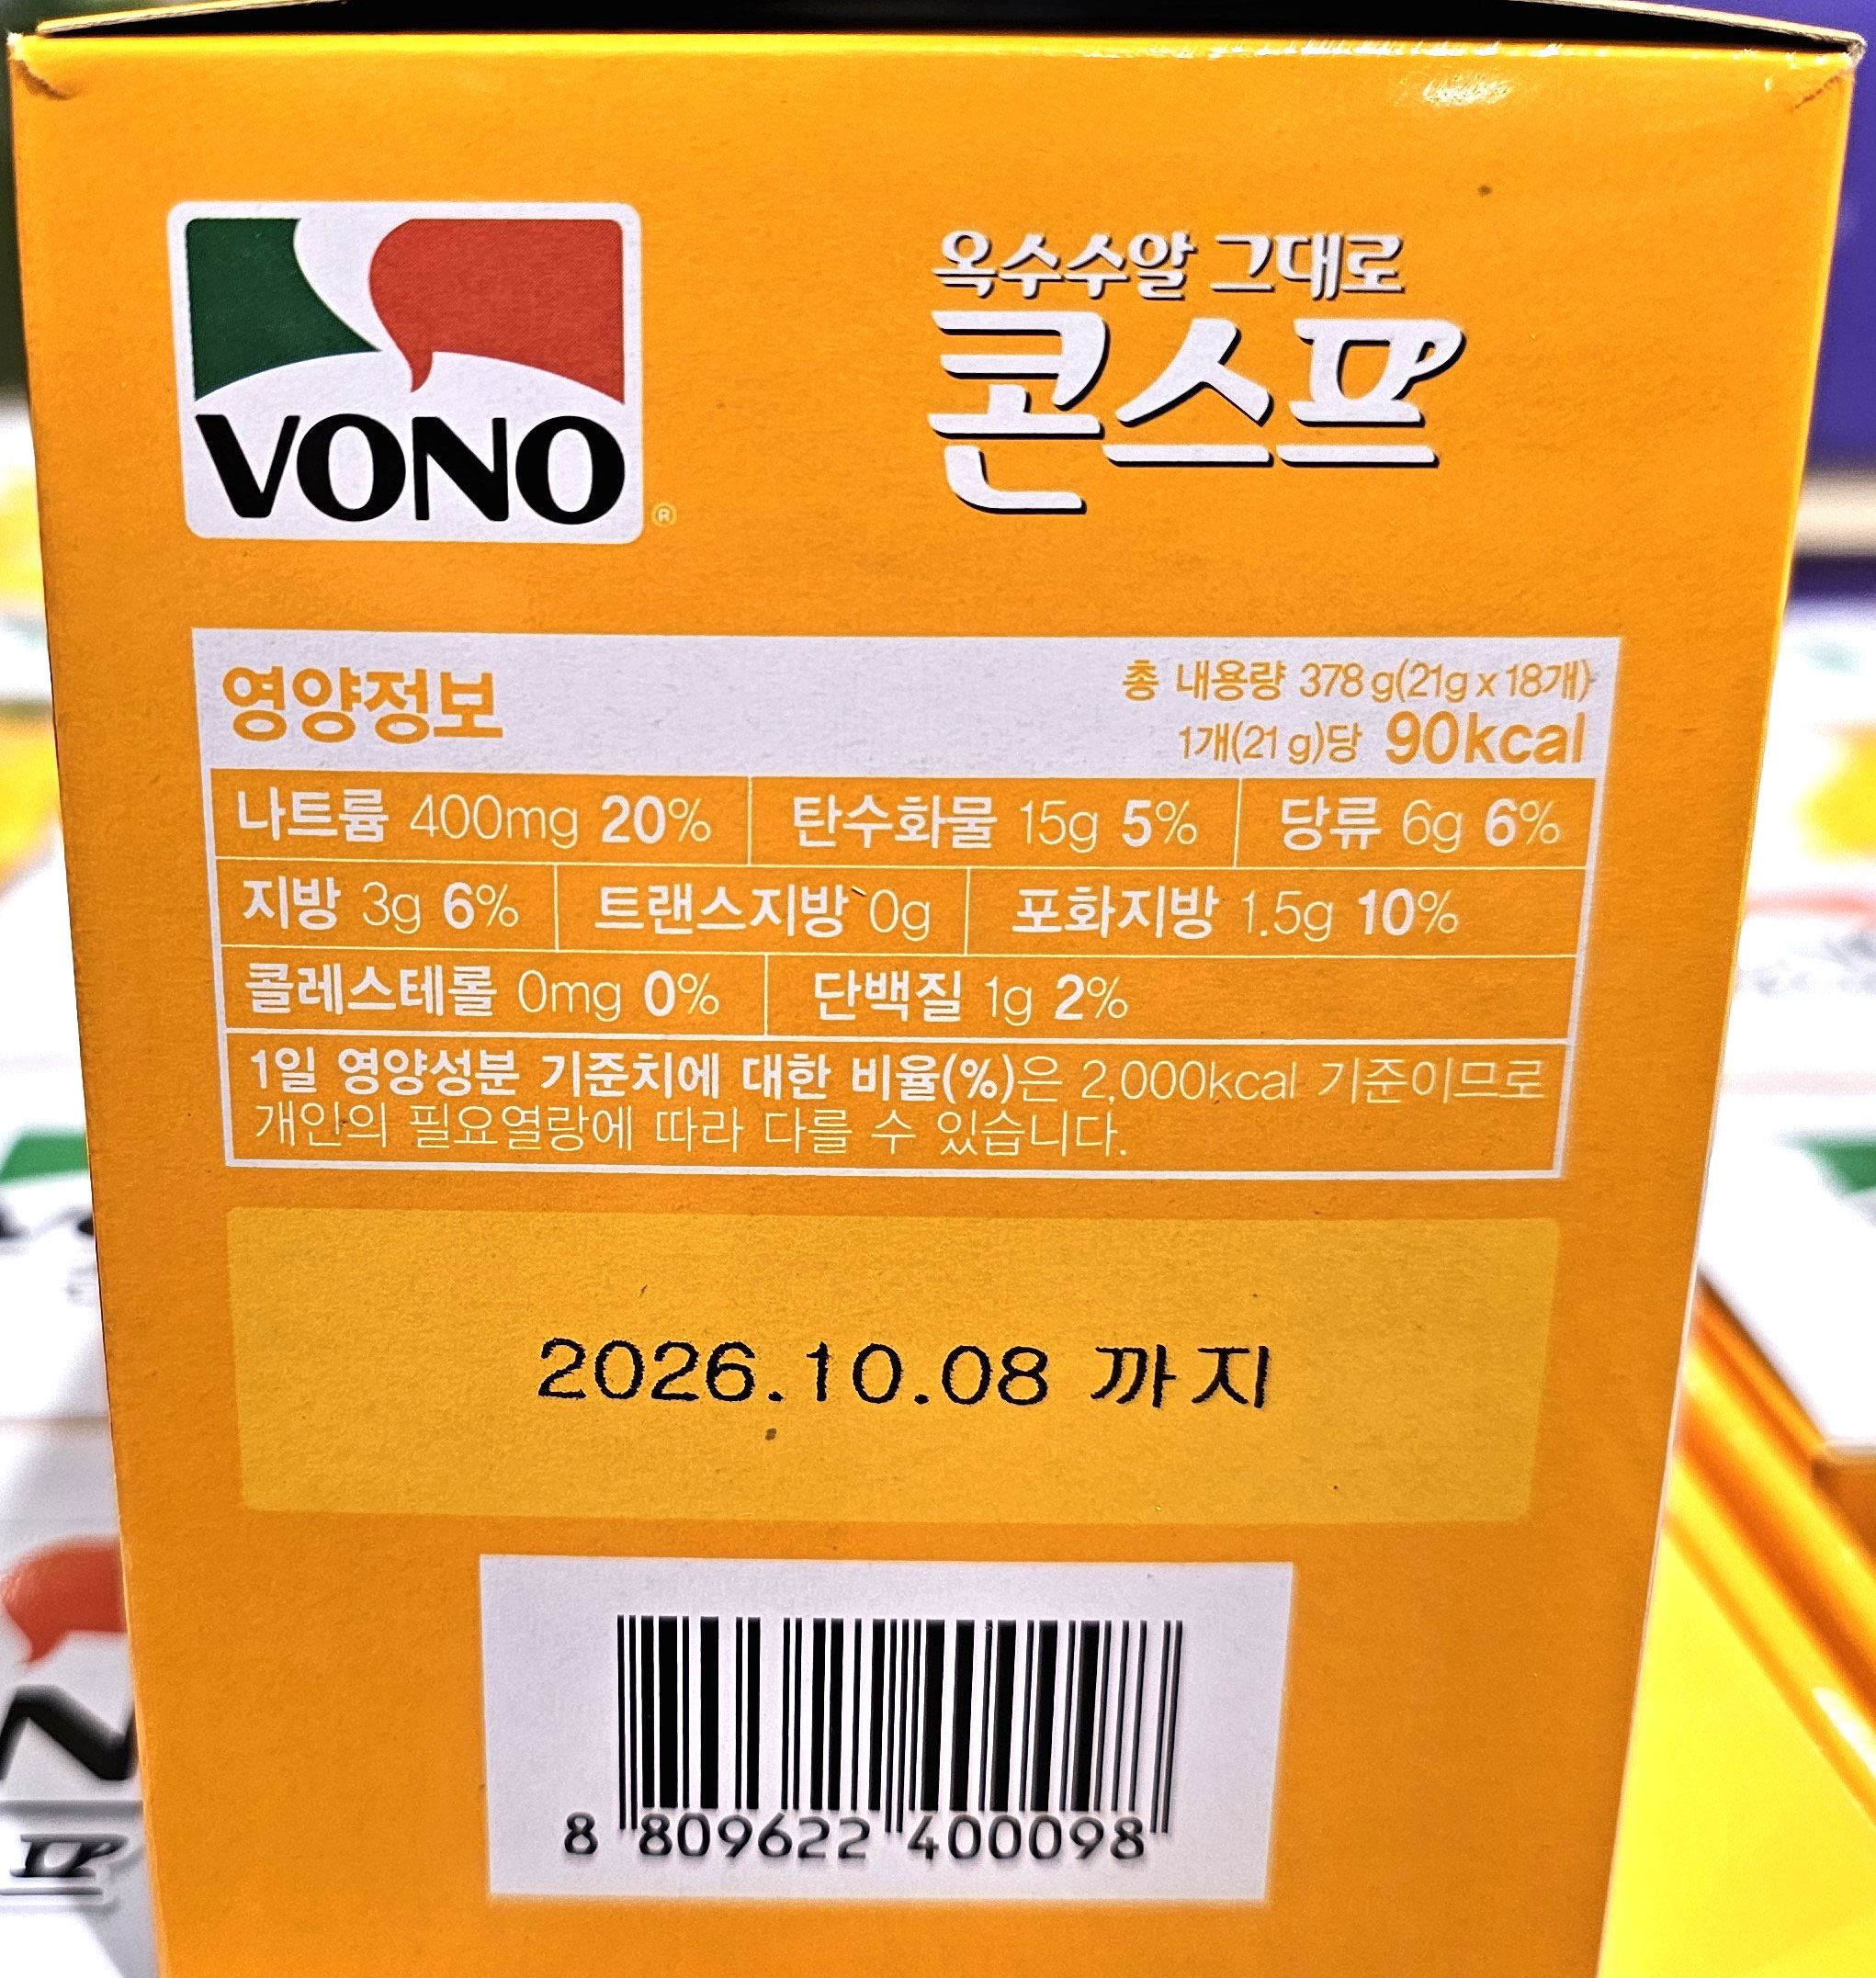 VONO
®
옥수수알 그대로
콘스프
영양정보
총 내용량 378 g(21g x 18개)
1개(21 g)당 90kcal
나트륨 400mg 20% 탄수화물 15g 5% 당류 6g 6%
지방 3g 6% 트랜스지방 0g 포화지방 1.5g 10%
콜레스테롤 0mg 0% 단백질 1g 2%
1일 영양성분 기준치에 대한 비율(%)은 2,000kcal 기준이므로
개인의 필요열량에 따라 다를 수 있습니다.
2026.10.08 까지
8 809622 400098
N
프